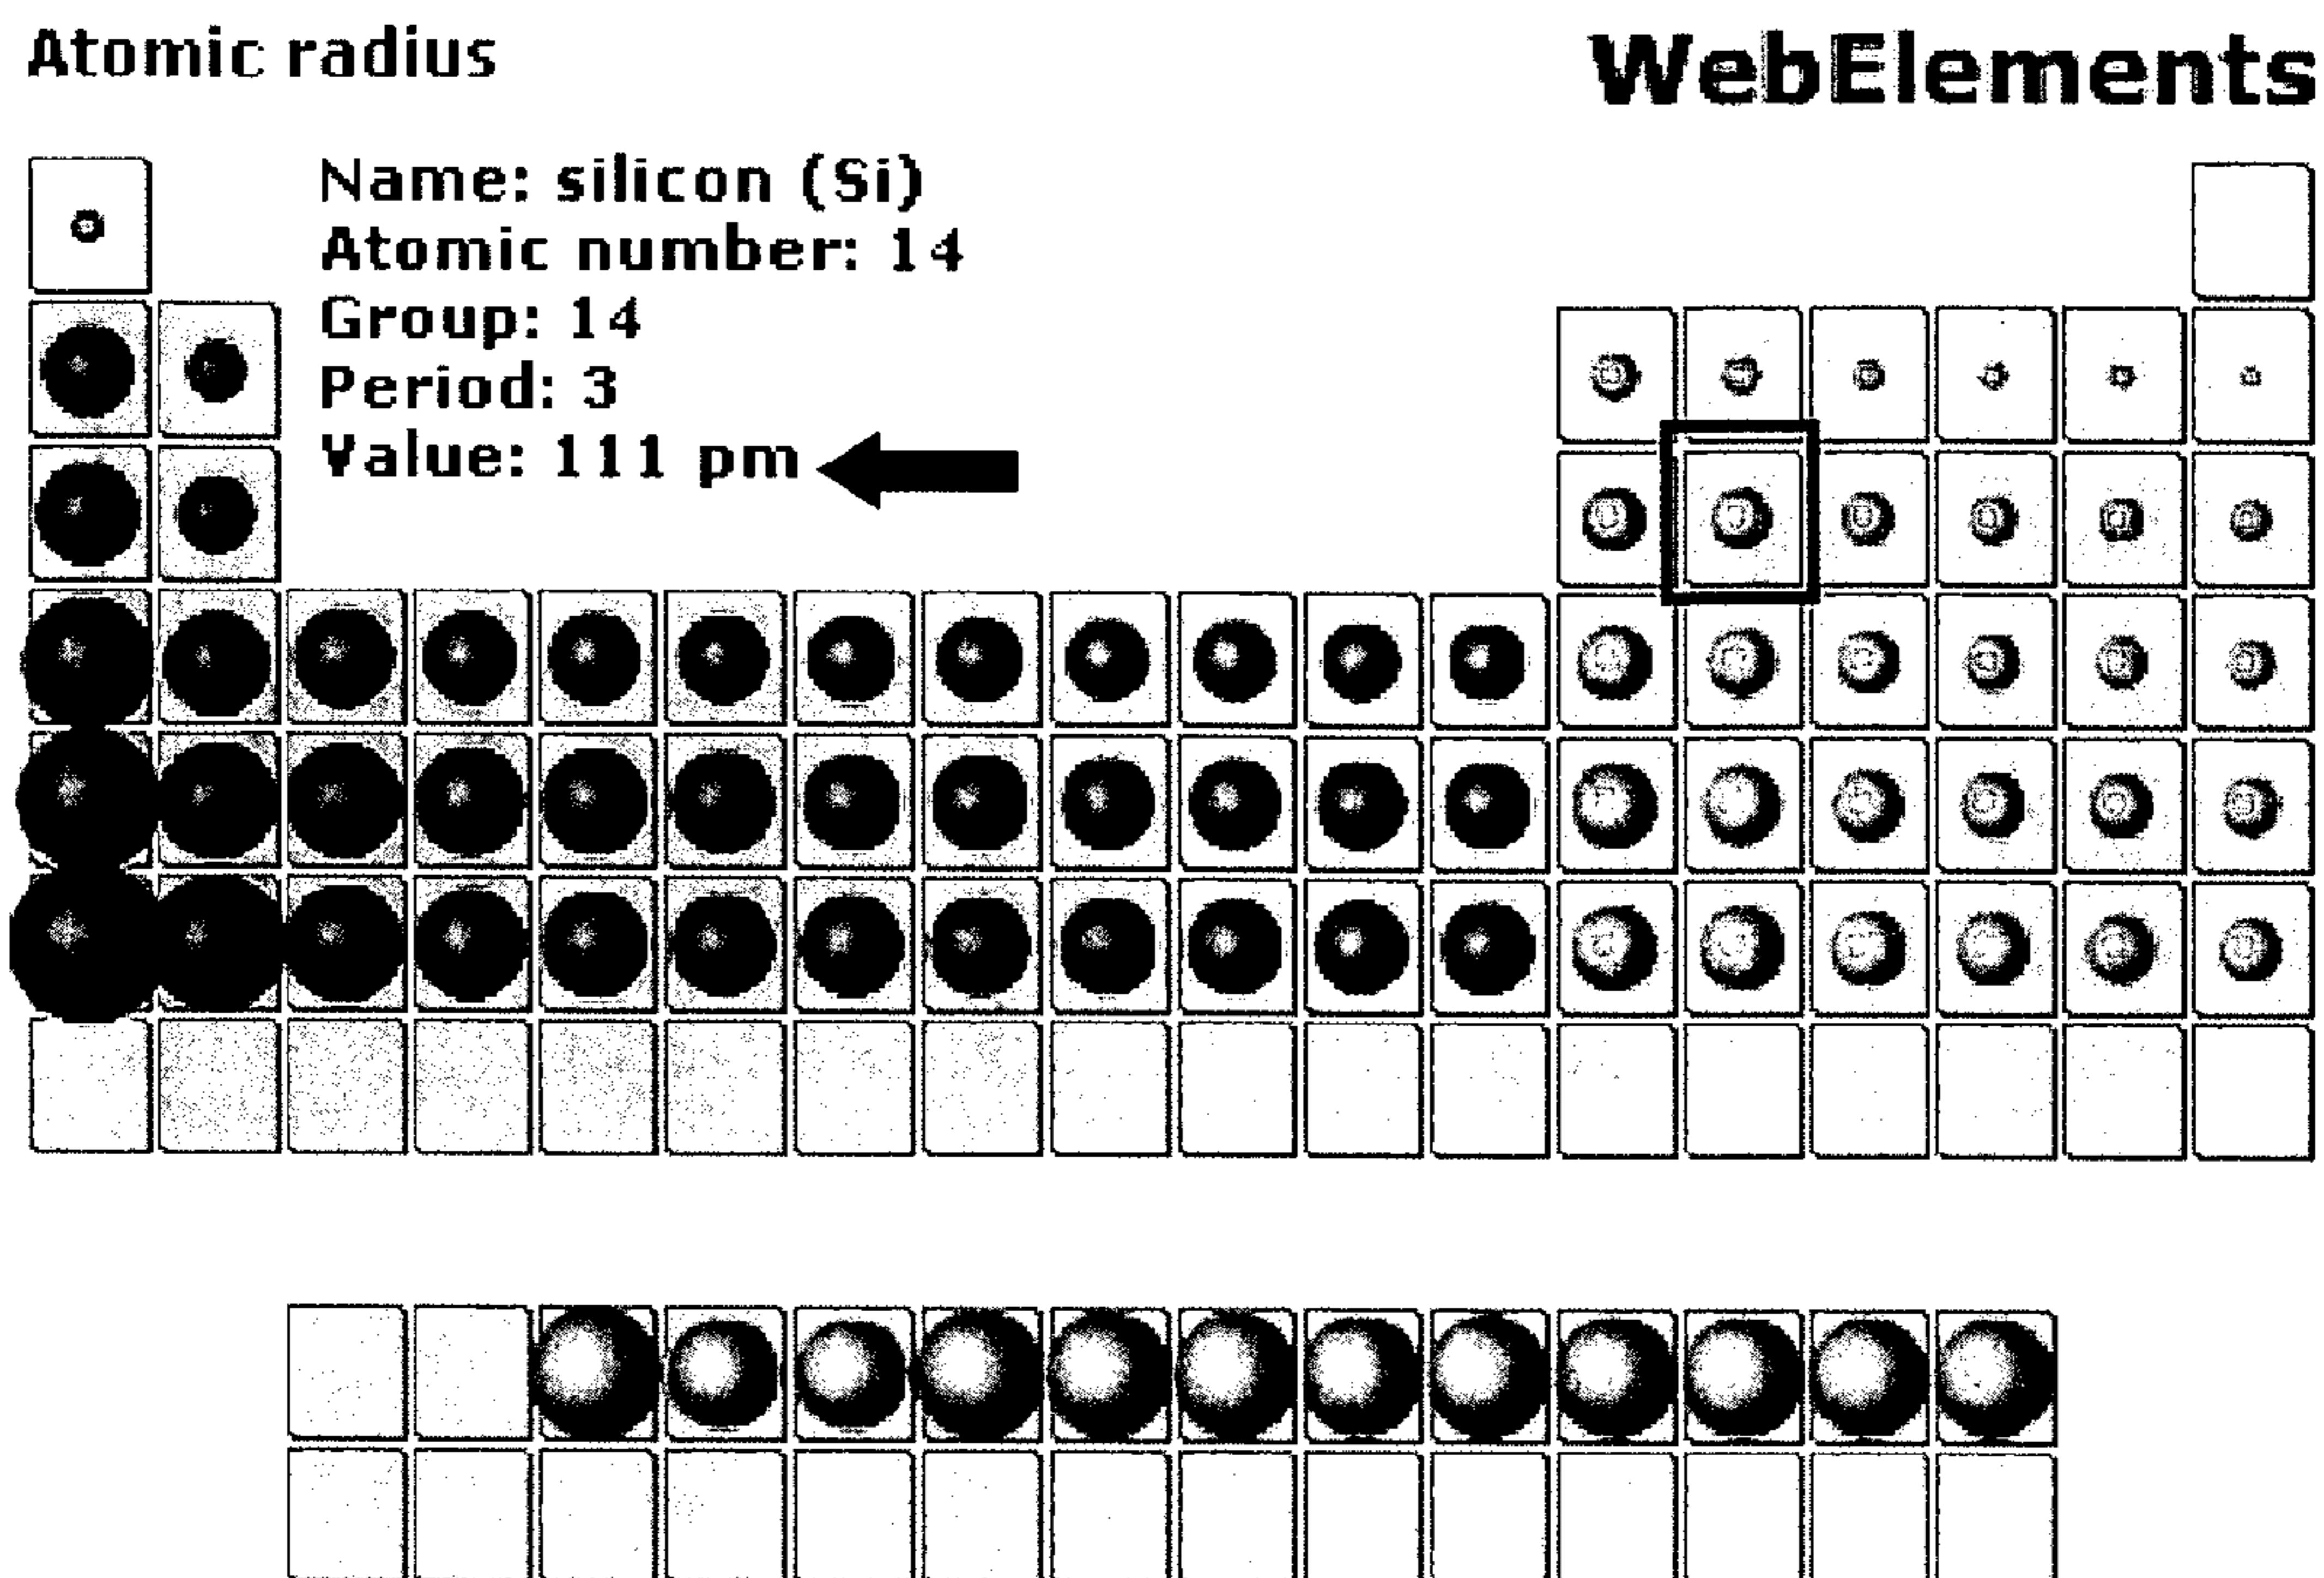 Atomic radius
WebElements
Name: silicon (Si)
Atomic number: 14
Group: 14
Period: 3
Value: 111 pm